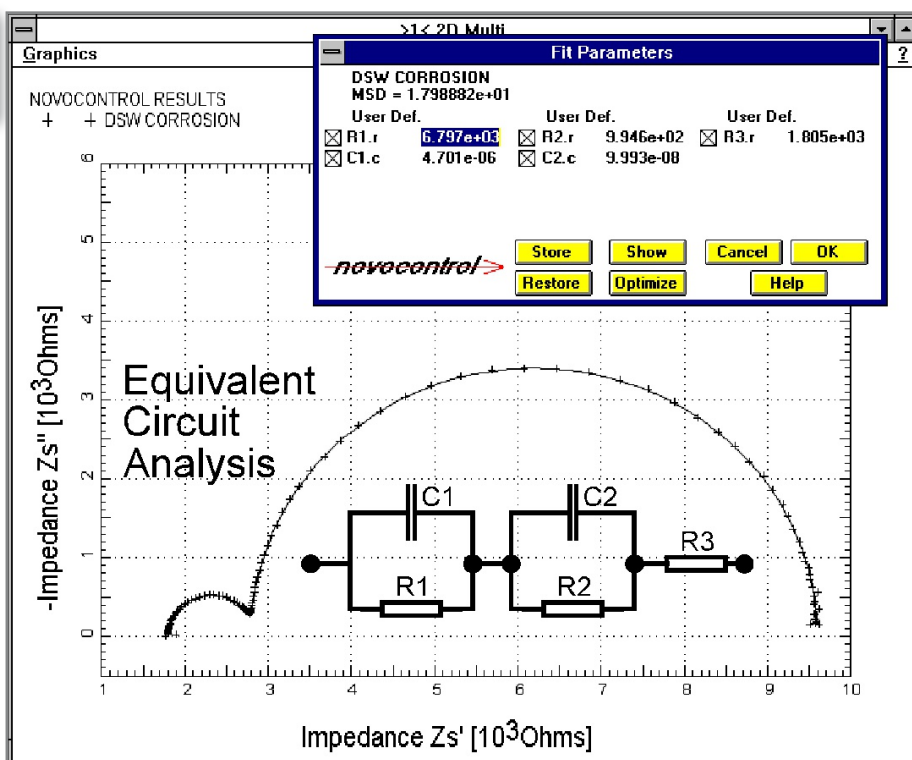 >1< 2D Multi
Graphics
?
Fit Parameters
DSW CORROSION
MSD = 1.798882e+01
User Def. User Def. User Def.
R1.r 6.797e+03 R2.r 9.946e+02 R3.r 1.805e+03
C1.c 4.701e-06 C2.c 9.993e-08
Store Show Cancel OK
novocontrol
Restore Optimize Help
NOVOCONTROL RESULTS
+ + DSW CORROSION
6
5
4
3
2
1
0
-Impedance Zs'' [10³Ohms]
Equivalent
Circuit
Analysis
C1 C2
R3
R1 R2
1 2 3 4 5 6 7 8 9 10
Impedance Zs' [10³Ohms]